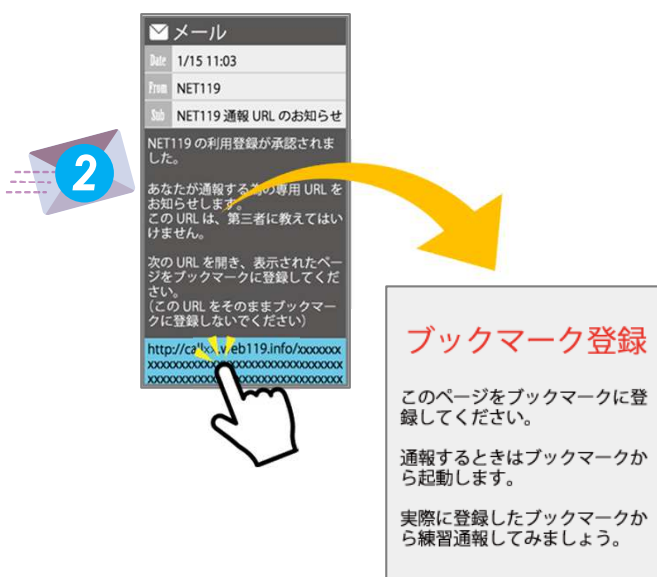 メール
Date 1/15 11:03
From NET119
Sub NET119 通報 URL のお知らせ
NET119 の利用登録が承認されま
した。
あなたが通報する為の専用 URL を
お知らせします。
この URL は、第三者に教えてはい
けません。
次の URL を開き、表示されたペー
ジをブックマークに登録してくだ
さい。
(この URL をそのままブックマー
クに登録しないでください)
2
ブックマーク登録
このページをブックマークに登
録してください。
通報するときはブックマークか
ら起動します。
実際に登録したブックマークか
ら練習通報してみましょう。